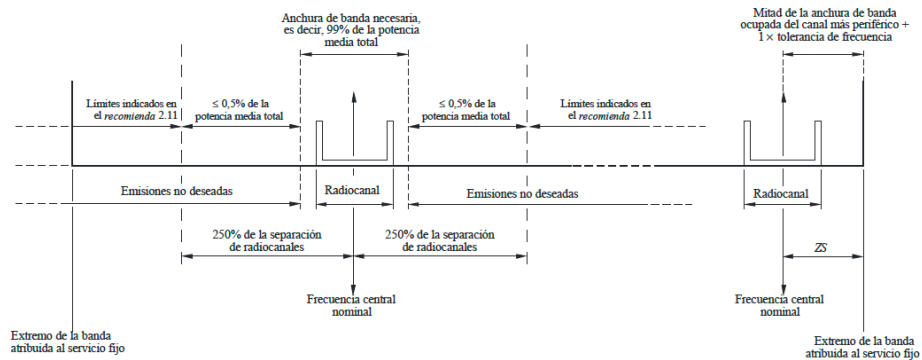 Anchura de banda necesaria,
es decir, 99% de la potencia
media total
Mitad de la anchura de banda
ocupada del canal más periférico +
1 × tolerancia de frecuencia
Límites indicados en
el recomienda 2.11
≤ 0,5% de la
potencia media total
≤ 0,5% de la
potencia media total
Límites indicados en
el recomienda 2.11
Emisiones no deseadas
Radiocanal
Emisiones no deseadas
Radiocanal
250% de la separación
de radiocanales
250% de la separación
de radiocanales
ZS
Frecuencia central
nominal
Frecuencia central
nominal
Extremo de la banda
atribuida al servicio fijo
Extremo de la banda
atribuida al servicio fijo